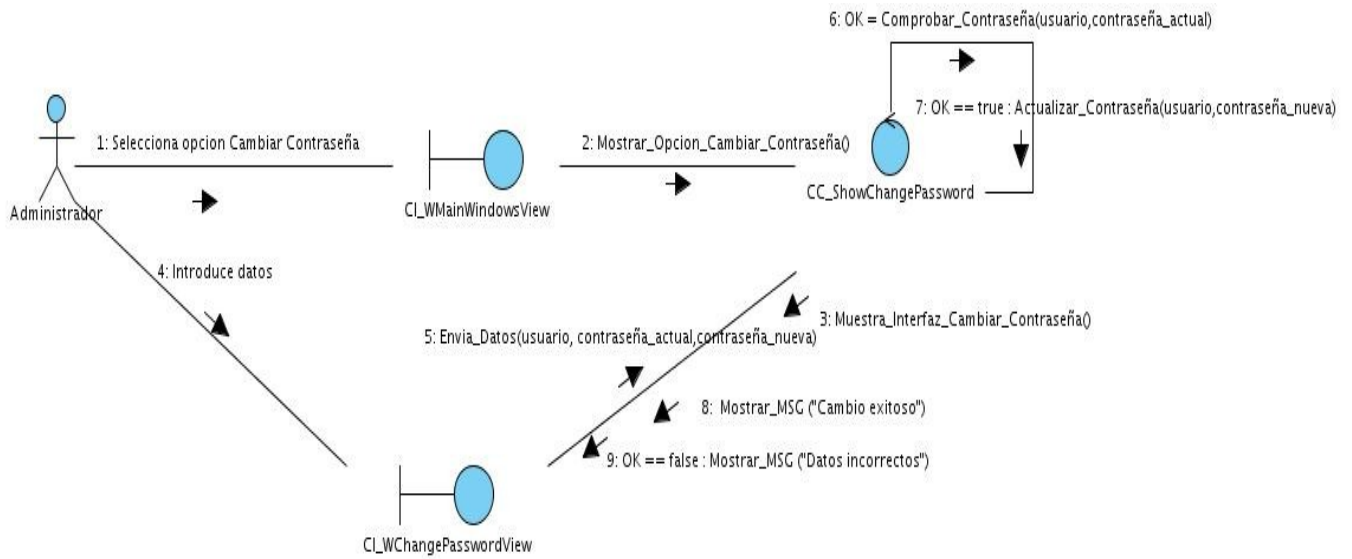 6: OK = Comprobar_Contraseña(usuario,contraseña_actual)
7: OK == true : Actualizar_Contraseña(usuario,contraseña_nueva)
1: Selecciona opcion Cambiar Contraseña
2: Mostrar_Opcion_Cambiar_Contraseña()
Administrador
CI_WMainWindowsView
CC_ShowChangePassword
4: Introduce datos
3: Muestra_Interfaz_Cambiar_Contraseña()
5: Envia_Datos(usuario, contraseña_actual,contraseña_nueva)
8: Mostrar_MSG ("Cambio exitoso")
9: OK == false : Mostrar_MSG ("Datos incorrectos")
CI_WChangePasswordView